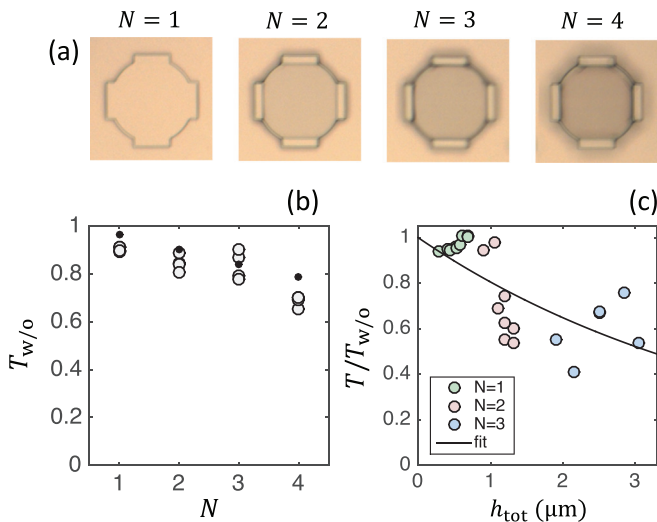 N = 1 N = 2 N = 3 N = 4
(a)
(b) (c)
1
0.8
0.6
0.4
0.2
0
T_w/o
1 2 3 4
N
1
0.8
0.6
0.4
0.2
0
T/T_w/o
N=1
N=2
N=3
fit
0 1 2 3
h_tot (μm)